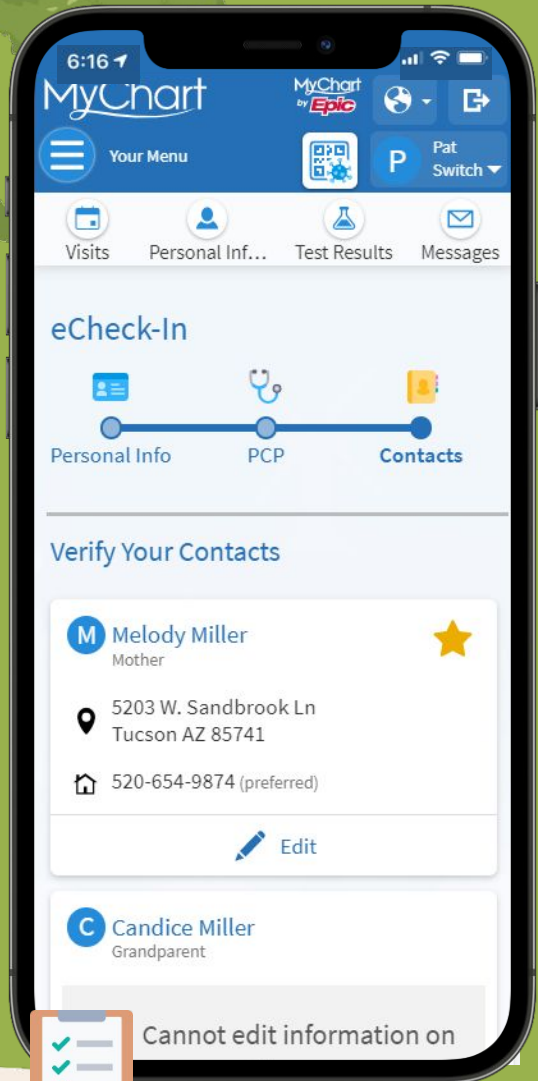 6:16
MyChart
MyChart
by Epic
Your Menu
P
Pat
Switch
Visits
Personal Inf...
Test Results
Messages
eCheck-In
Personal Info
PCP
Contacts
Verify Your Contacts
M
Melody Miller
Mother
5203 W. Sandbrook Ln
Tucson AZ 85741
520-654-9874 (preferred)
Edit
C
Candice Miller
Grandparent
Cannot edit information on